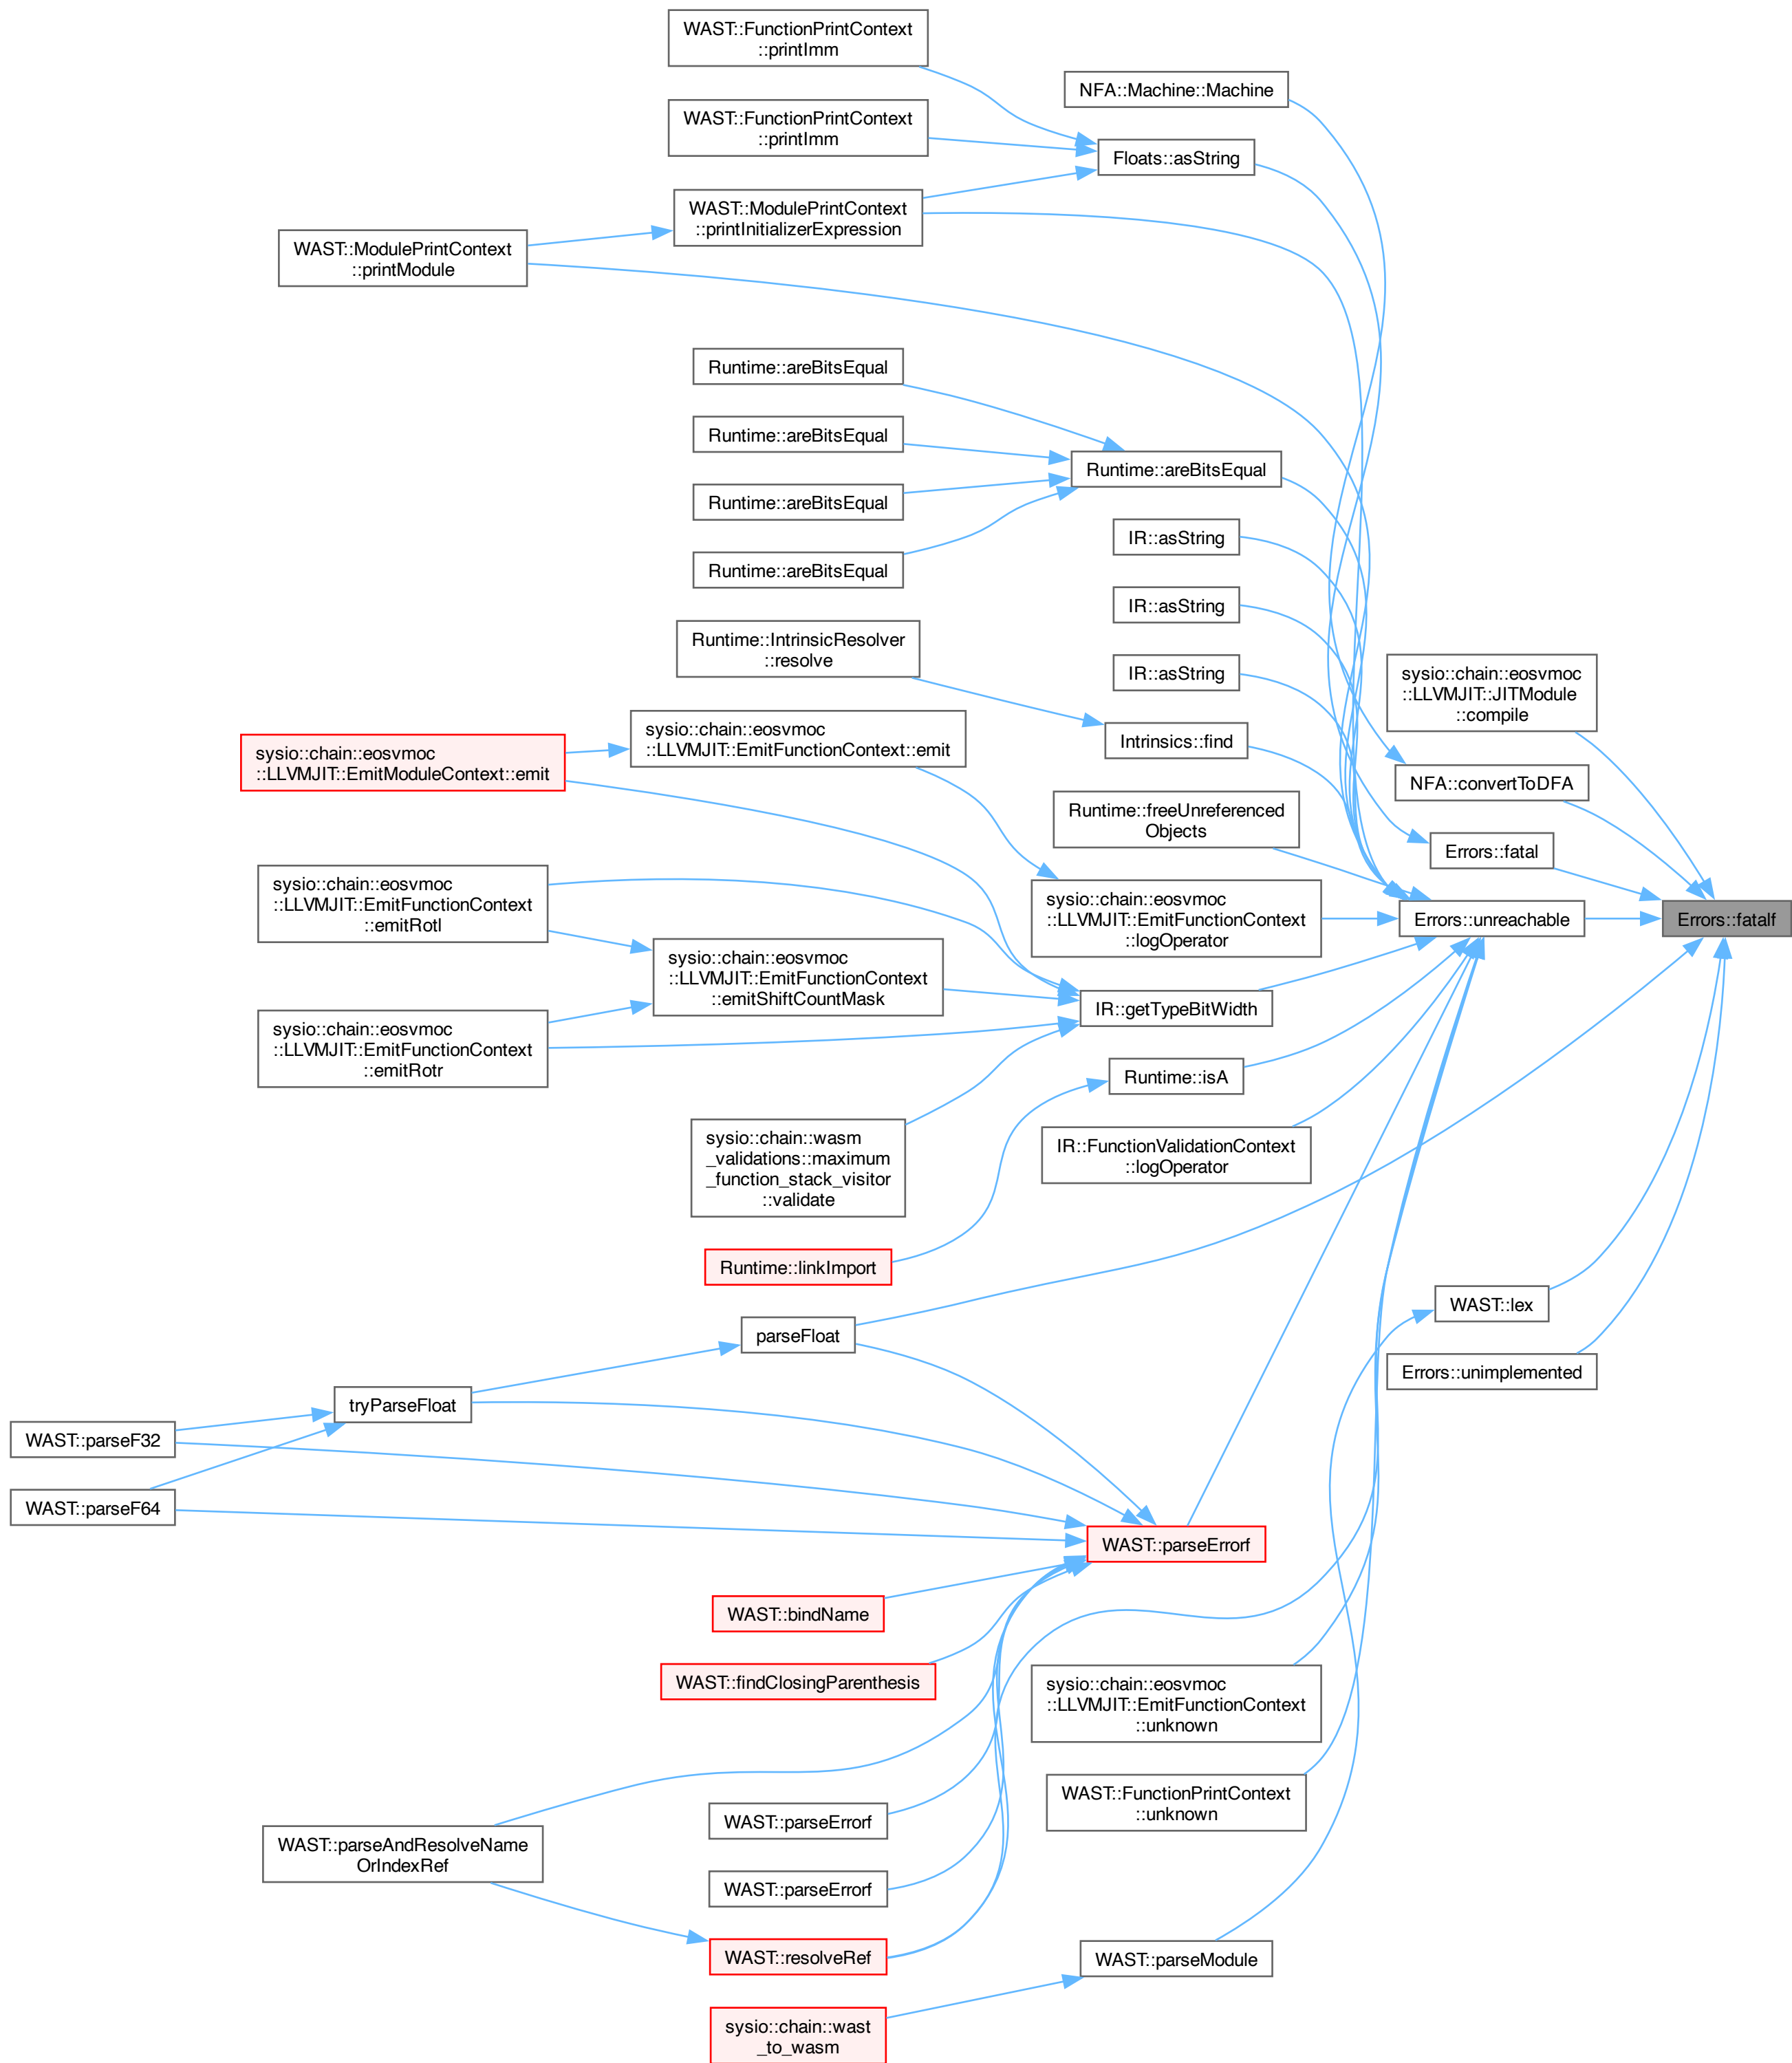 WAST::FunctionPrintContext
::printImm
NFA::Machine::Machine
WAST::FunctionPrintContext
::printImm
Floats::asString
WAST::ModulePrintContext
::printInitializerExpression
WAST::ModulePrintContext
::printModule
Runtime::areBitsEqual
Runtime::areBitsEqual
Runtime::areBitsEqual
Runtime::areBitsEqual
Runtime::areBitsEqual
IR::asString
IR::asString
IR::asString
Runtime::IntrinsicResolver
::resolve
Intrinsics::find
sysio::chain::eosvmoc
::LLVMJIT::JITModule
::compile
sysio::chain::eosvmoc
::LLVMJIT::EmitFunctionContext::emit
sysio::chain::eosvmoc
::LLVMJIT::EmitModuleContext::emit
NFA::convertToDFA
Runtime::freeUnreferenced
Objects
Errors::fatal
sysio::chain::eosvmoc
::LLVMJIT::EmitFunctionContext
::emitRotl
sysio::chain::eosvmoc
::LLVMJIT::EmitFunctionContext
::logOperator
Errors::unreachable
Errors::fatalf
sysio::chain::eosvmoc
::LLVMJIT::EmitFunctionContext
::emitShiftCountMask
IR::getTypeBitWidth
sysio::chain::eosvmoc
::LLVMJIT::EmitFunctionContext
::emitRotr
Runtime::isA
sysio::chain::wasm
_validations::maximum
_function_stack_visitor
::validate
IR::FunctionValidationContext
::logOperator
Runtime::linkImport
WAST::lex
parseFloat
Errors::unimplemented
tryParseFloat
WAST::parseF32
WAST::parseF64
WAST::parseErrorf
WAST::bindName
WAST::findClosingParenthesis
sysio::chain::eosvmoc
::LLVMJIT::EmitFunctionContext
::unknown
WAST::FunctionPrintContext
::unknown
WAST::parseErrorf
WAST::parseAndResolveName
OrIndexRef
WAST::parseErrorf
WAST::resolveRef
WAST::parseModule
sysio::chain::wast
_to_wasm